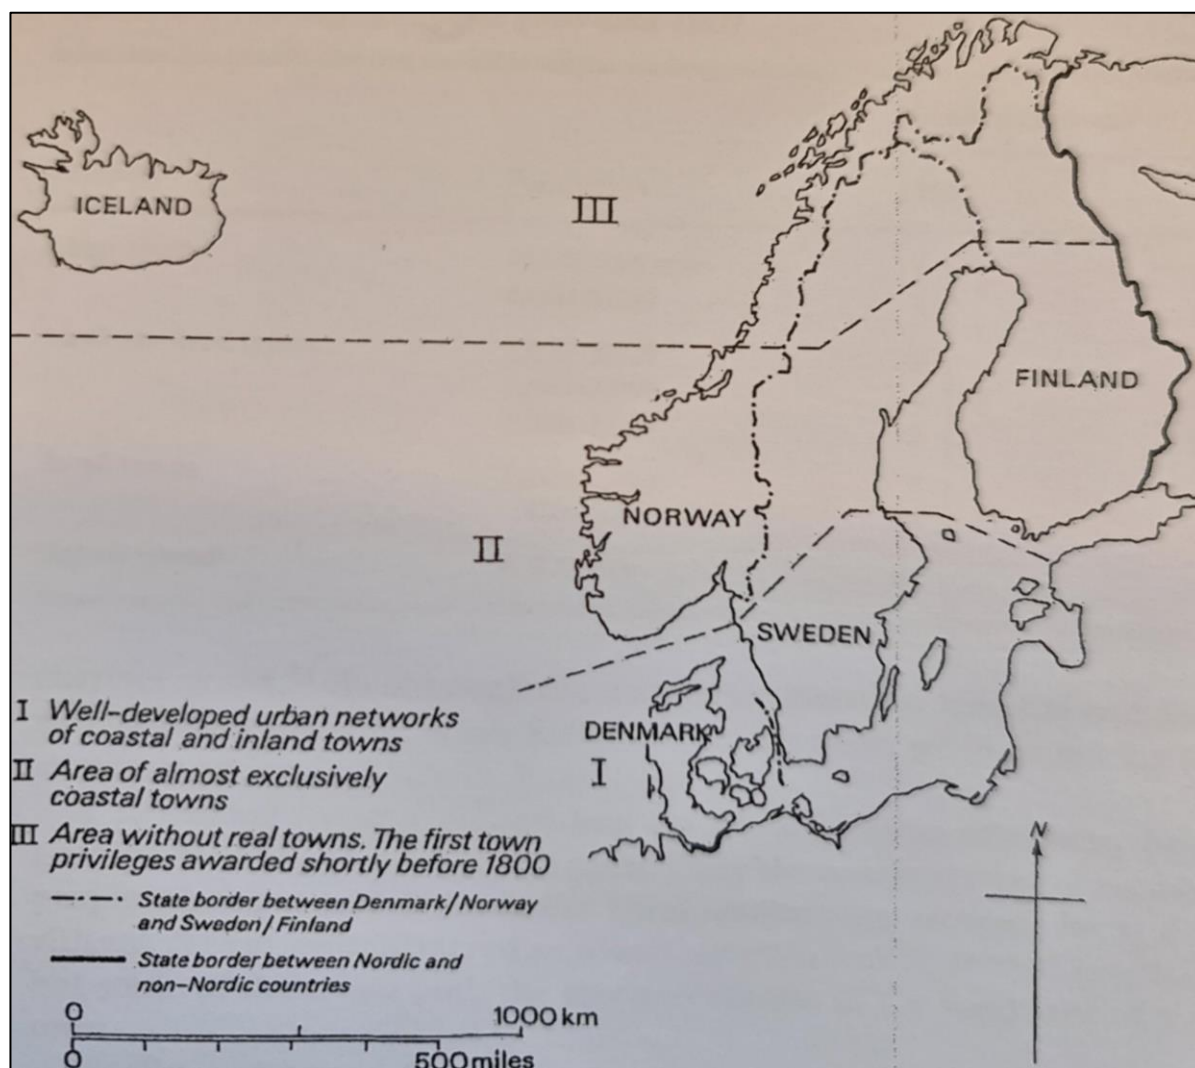 ICELAND
III
FINLAND
NORWAY
II
SWEDEN
DENMARK
I
I Well-developed urban networks
of coastal and inland towns
II Area of almost exclusively
coastal towns
III Area without real towns. The first town
privileges awarded shortly before 1800
State border between Denmark/Norway
and Sweden/Finland
State border between Nordic and
non-Nordic countries
0 1000 km
0 500 miles
N